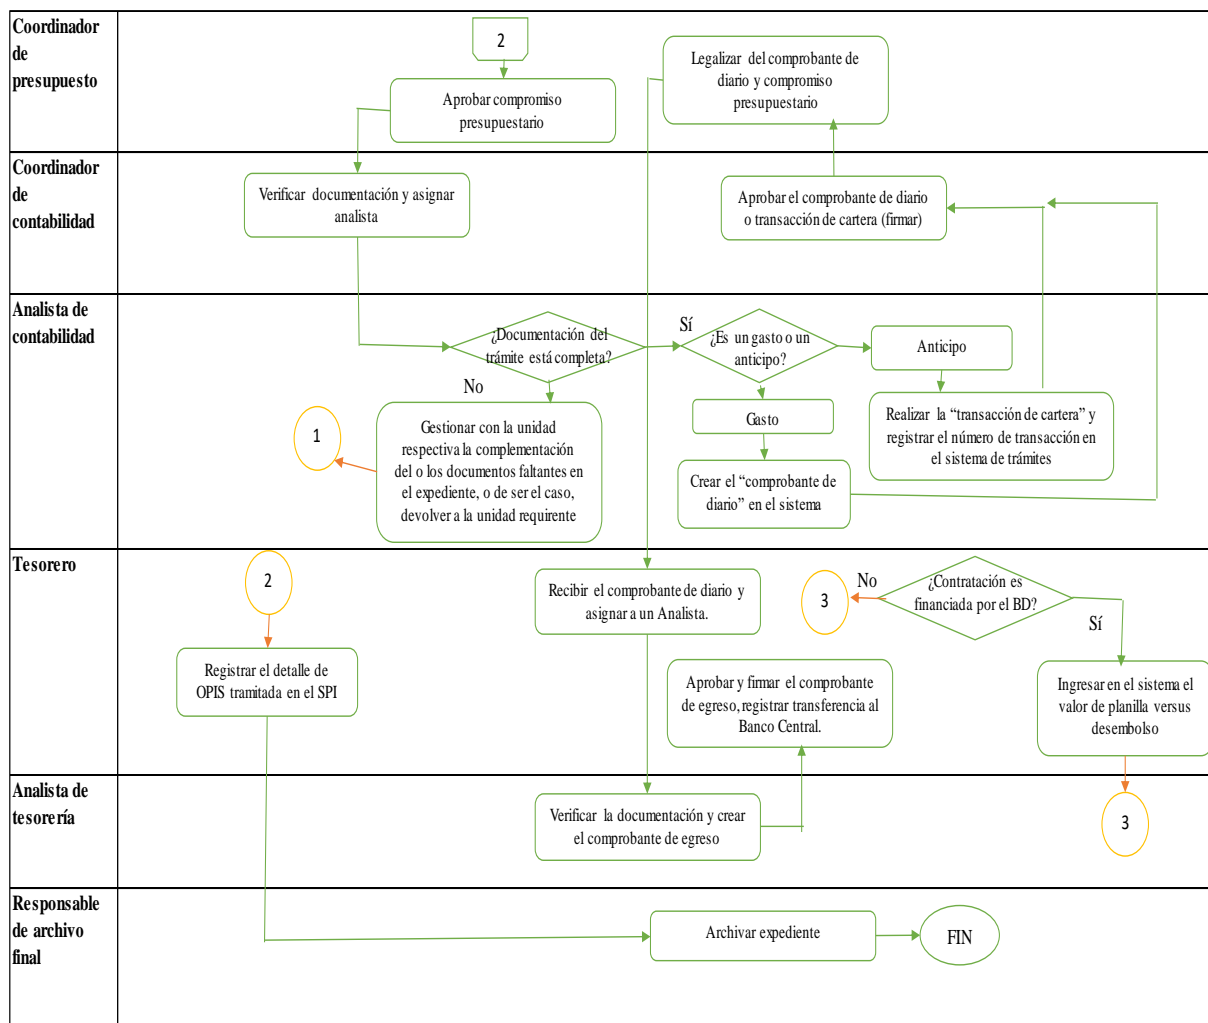 Coordinador
de
presupuesto
2
Aprobar compromiso
presupuestario
Legalizar del comprobante de
diario y compromiso
presupuestario
Coordinador
de
contabilidad
Verificar documentación y asignar
analista
Aprobar el comprobante de diario
o transacción de cartera (firmar)
Analista de
contabilidad
¿Documentación del
trámite está completa?
Sí
¿Es un gasto o un
anticipo?
Anticipo
No
Gasto
1
Gestionar con la unidad
respectiva la complementación
del o los documentos faltantes en
el expediente, o de ser el caso,
devolver a la unidad requirente
Crear el “comprobante de
diario” en el sistema
Realizar la “transacción de cartera” y
registrar el número de transacción en
el sistema de trámites
Tesorero
2
Registrar el detalle de
OPIS tramitada en el SPI
Recibir el comprobante de diario y
asignar a un Analista.
3
No
¿Contratación es
financiada por el BD?
Sí
Aprobar y firmar el comprobante
de egreso, registrar transferencia al
Banco Central.
Ingresar en el sistema el
valor de planilla versus
desembolso
Analista de
tesorería
Verificar la documentación y crear
el comprobante de egreso
3
Responsable
de archivo
final
Archivar expediente
FIN